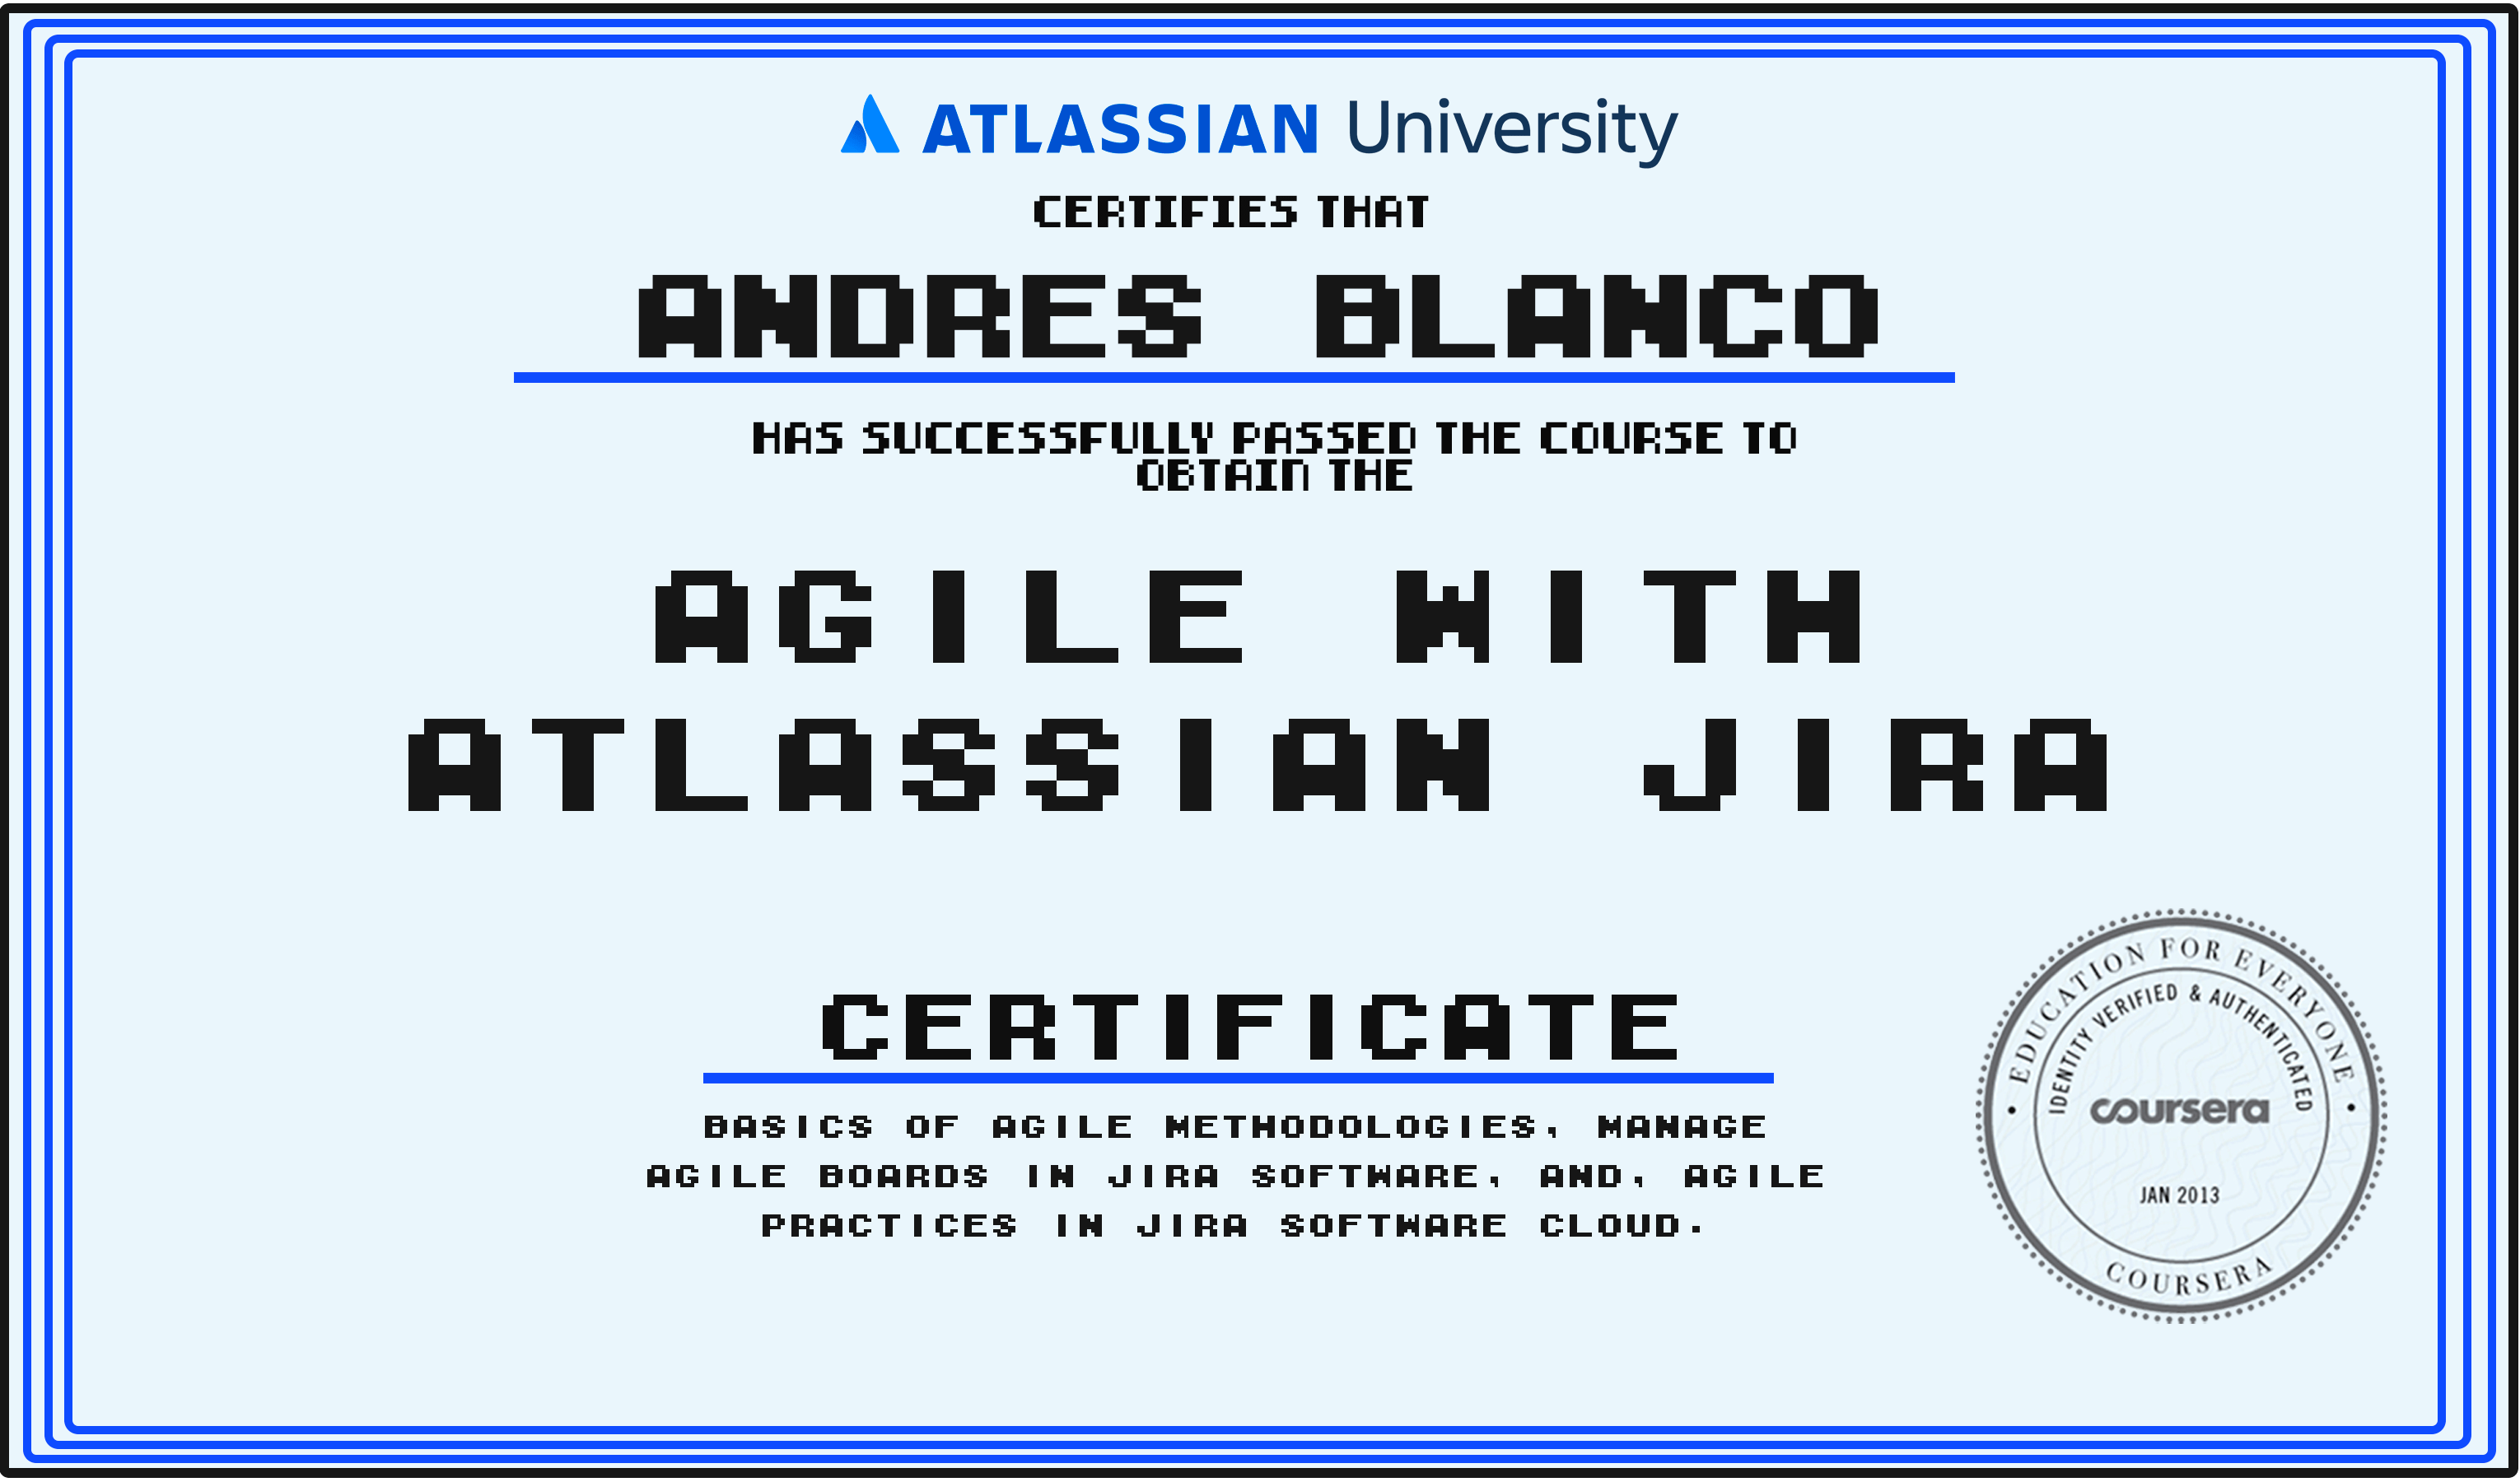 ATLASSIAN University
CERTIFIES THAT
ANDRES BLANCO
HAS SUCCESSFULLY PASSED THE COURSE TO
OBTAIN THE
AGILE WITH
ATLASSIAN JIRA
CERTIFICATE
BASICS OF AGILE METHODOLOGIES, MANAGE
AGILE BOARDS IN JIRA SOFTWARE, AND, AGILE
PRACTICES IN JIRA SOFTWARE CLOUD.
• EDUCATION FOR EVERYONE •
IDENTITY VERIFIED & AUTHENTICATED
coursera
JAN 2013
COURSERA